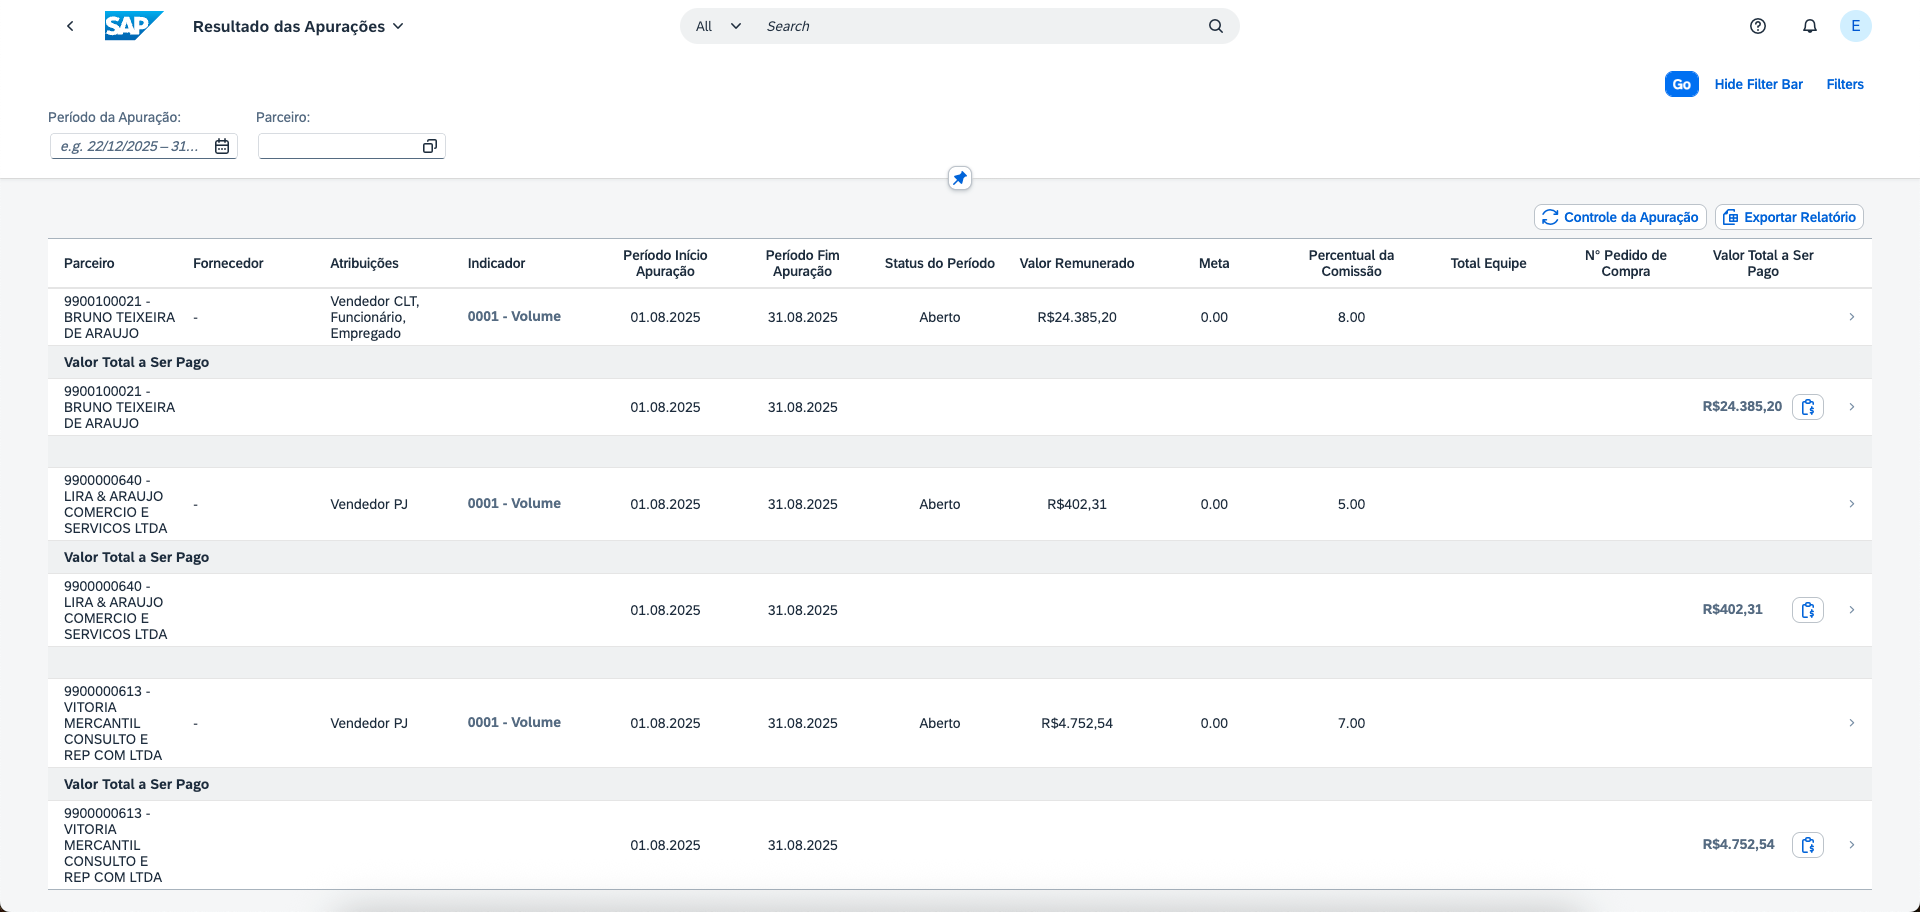 SAP
Resultado das Apurações
All
Search
E
Go
Hide Filter Bar
Filters
Período da Apuração:
Parceiro:
e.g. 22/12/2025 – 31...
Controle da Apuração
Exportar Relatório
Parceiro
Fornecedor
Atribuições
Indicador
Período Início
Apuração
Período Fim
Apuração
Status do Período
Valor Remunerado
Meta
Percentual da
Comissão
Total Equipe
N° Pedido de
Compra
Valor Total a Ser
Pago
9900100021 -
BRUNO TEIXEIRA
DE ARAUJO
-
Vendedor CLT,
Funcionário,
Empregado
0001 - Volume
01.08.2025
31.08.2025
Aberto
R$24.385,20
0.00
8.00
Valor Total a Ser Pago
9900100021 -
BRUNO TEIXEIRA
DE ARAUJO
01.08.2025
31.08.2025
R$24.385,20
9900000640 -
LIRA & ARAUJO
COMERCIO E
SERVICOS LTDA
-
Vendedor PJ
0001 - Volume
01.08.2025
31.08.2025
Aberto
R$402,31
0.00
5.00
Valor Total a Ser Pago
9900000640 -
LIRA & ARAUJO
COMERCIO E
SERVICOS LTDA
01.08.2025
31.08.2025
R$402,31
9900000613 -
VITORIA
MERCANTIL
CONSULTO E
REP COM LTDA
-
Vendedor PJ
0001 - Volume
01.08.2025
31.08.2025
Aberto
R$4.752,54
0.00
7.00
Valor Total a Ser Pago
9900000613 -
VITORIA
MERCANTIL
CONSULTO E
REP COM LTDA
01.08.2025
31.08.2025
R$4.752,54